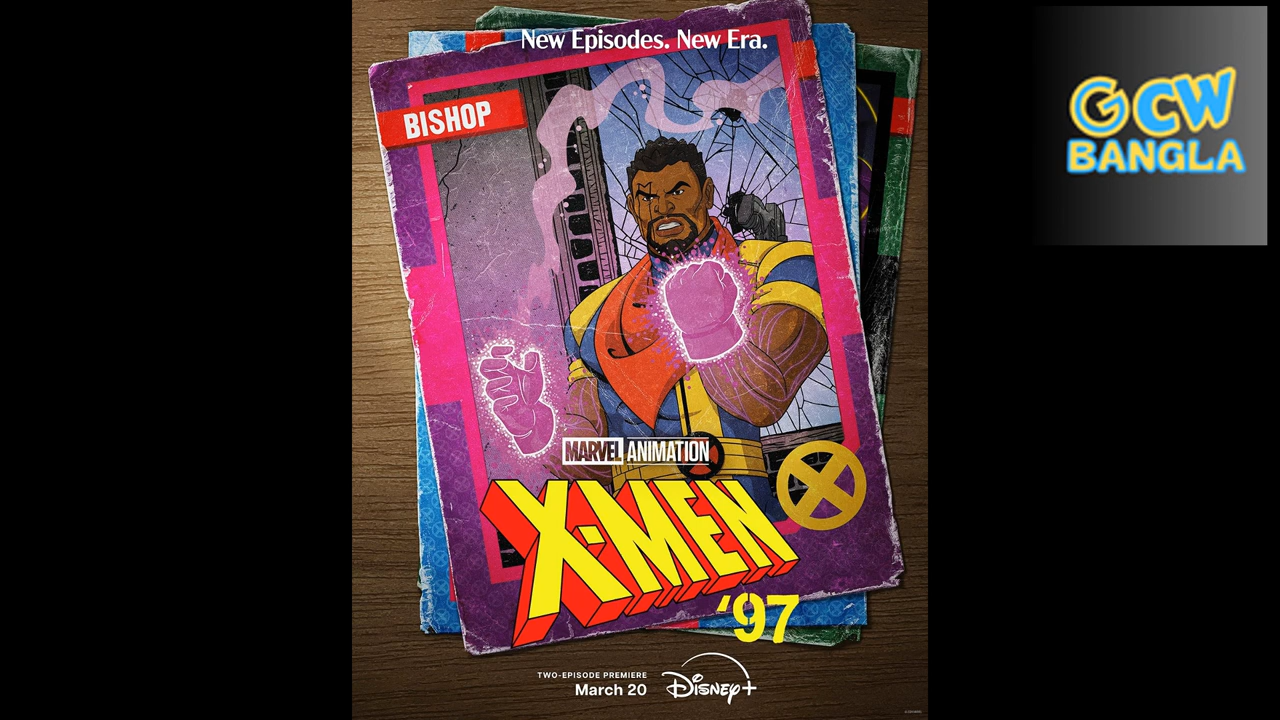 New Episodes. New Era.
BISHOP
GCW
BANGLA
MARVEL ANIMATION
X-MEN
'97
TWO-EPISODE PREMIERE
March 20
Disney+